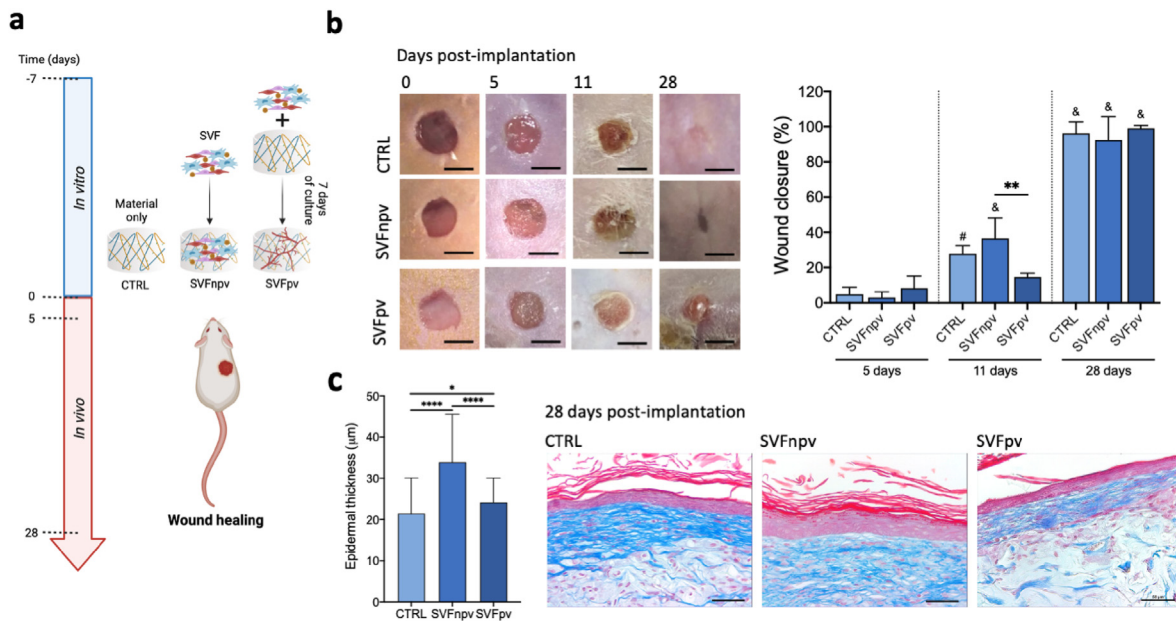 a
Time (days)
-7
In vitro
0
5
In vivo
28
SVF
+
7 days
of culture
Material
only
CTRL
SVFnpv
SVFpv
Wound healing
b
Days post-implantation
0 5 11 28
CTRL
SVFnpv
SVFpv
Wound closure (%)
120
100
80
60
40
20
0
#
&
**
& & &
CTRL SVFnpv SVFpv CTRL SVFnpv SVFpv CTRL SVFnpv SVFpv
5 days 11 days 28 days
c
Epidermal thickness (μm)
50
40
30
20
10
0
*
**** ****
CTRL SVFnpv SVFpv
28 days post-implantation
CTRL SVFnpv SVFpv